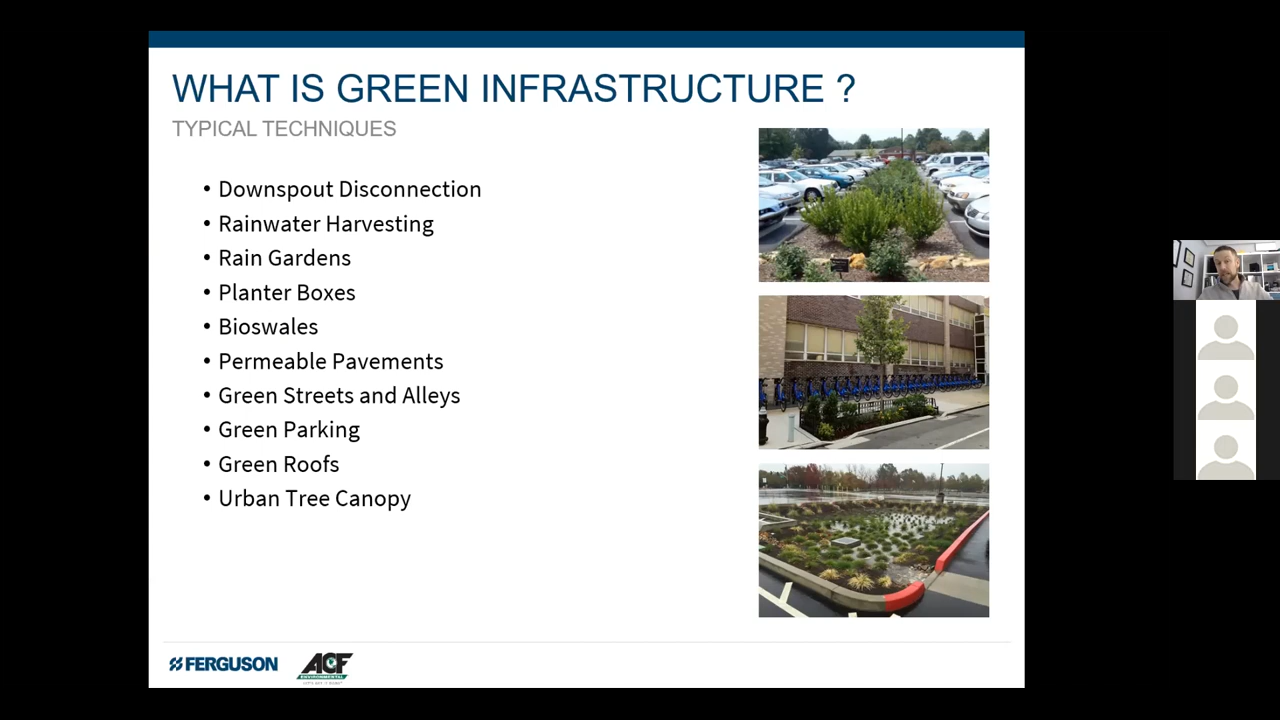 WHAT IS GREEN INFRASTRUCTURE ?
TYPICAL TECHNIQUES
• Downspout Disconnection
• Rainwater Harvesting
• Rain Gardens
• Planter Boxes
• Bioswales
• Permeable Pavements
• Green Streets and Alleys
• Green Parking
• Green Roofs
• Urban Tree Canopy
FERGUSON
ACF
ENVIRONMENTAL